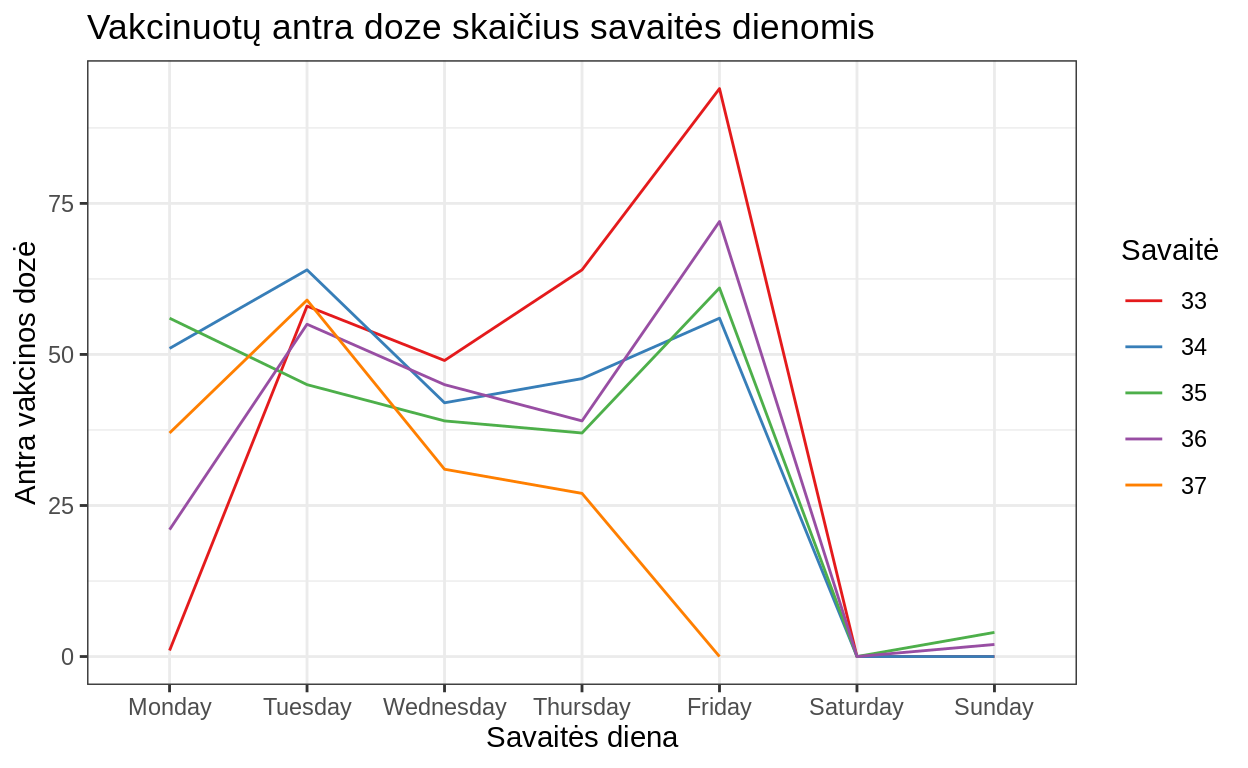 Vakcinuotų antra doze skaičius savaitės dienomis
Antra vakcinos dozė
75
50
25
0
Monday Tuesday Wednesday Thursday Friday Saturday Sunday
Savaitės diena
Savaitė
33
34
35
36
37